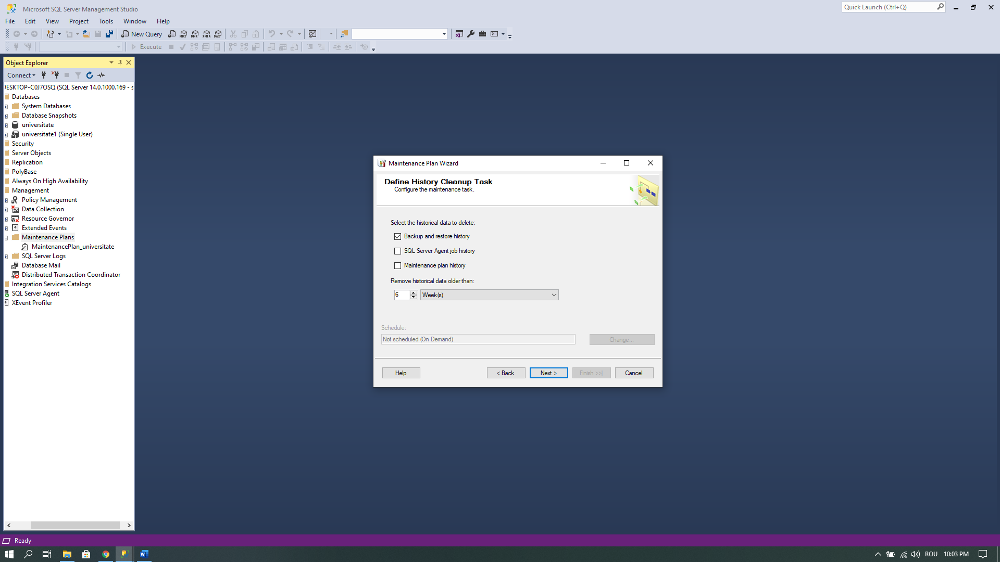 Microsoft SQL Server Management Studio
Quick Launch (Ctrl+Q)
File Edit View Project Tools Window Help
New Query
MDX DMX XMLA DAX
Execute
Object Explorer
Connect
DESKTOP-C0J7OSQ (SQL Server 14.0.1000.169 - s
Databases
System Databases
Database Snapshots
universitate
universitate1 (Single User)
Security
Server Objects
Replication
PolyBase
Always On High Availability
Management
Policy Management
Data Collection
Resource Governor
Extended Events
Maintenance Plans
MaintenancePlan_universitate
SQL Server Logs
Database Mail
Distributed Transaction Coordinator
Integration Services Catalogs
SQL Server Agent
XEvent Profiler
Maintenance Plan Wizard
Define History Cleanup Task
Configure the maintenance task.
Select the historical data to delete:
Backup and restore history
SQL Server Agent job history
Maintenance plan history
Remove historical data older than:
6 Week(s)
Schedule:
Not scheduled (On Demand) Change...
Help < Back Next > Finish >>| Cancel
Ready
ROU 10:03 PM